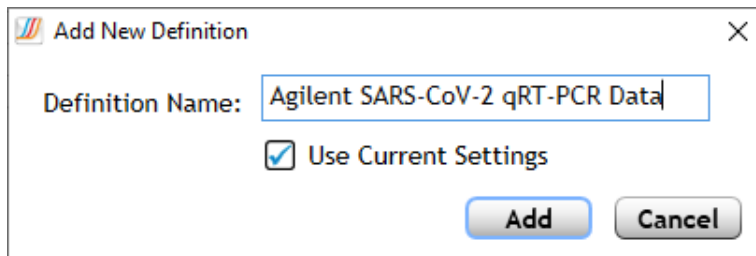 Add New Definition
Definition Name: Agilent SARS-CoV-2 qRT-PCR Data
Use Current Settings
Add Cancel